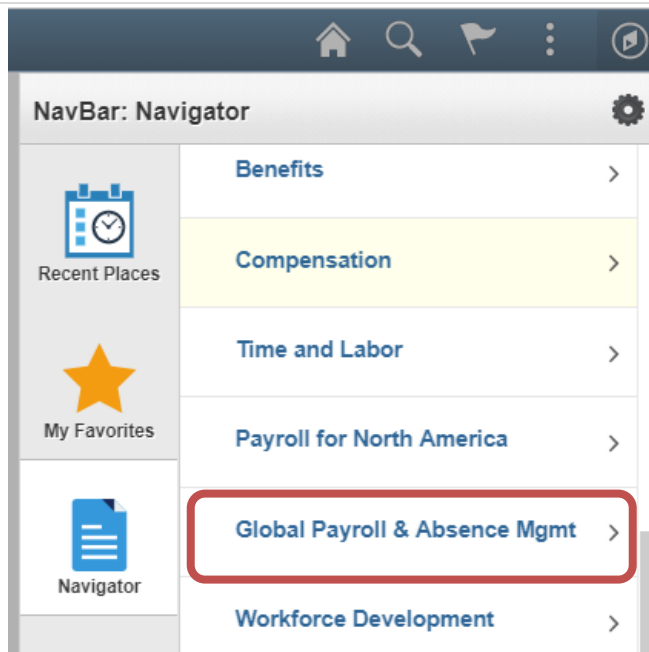 NavBar: Navigator
Recent Places
My Favorites
Navigator
Benefits
Compensation
Time and Labor
Payroll for North America
Global Payroll & Absence Mgmt
Workforce Development